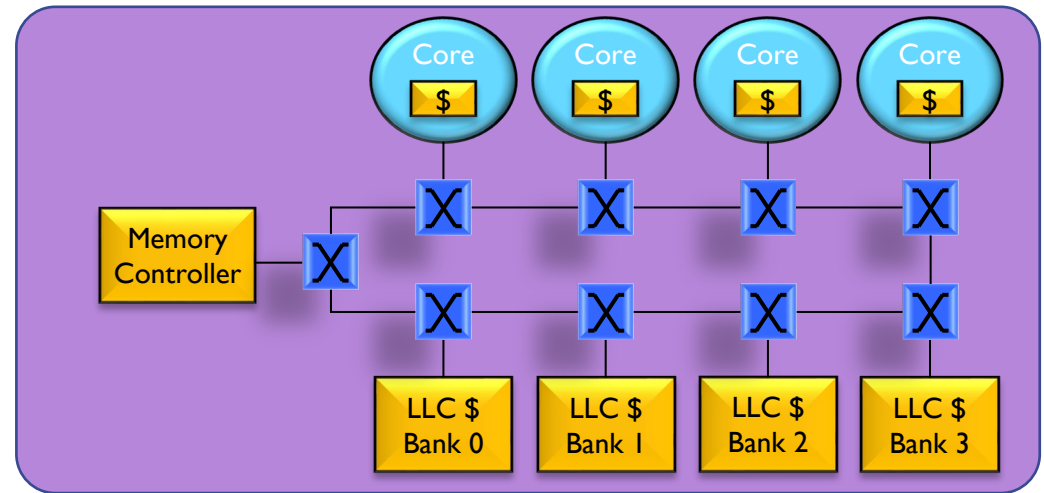 Core
Core
Core
Core
$
$
$
$
Memory
Controller
LLC $
Bank 0
LLC $
Bank 1
LLC $
Bank 2
LLC $
Bank 3